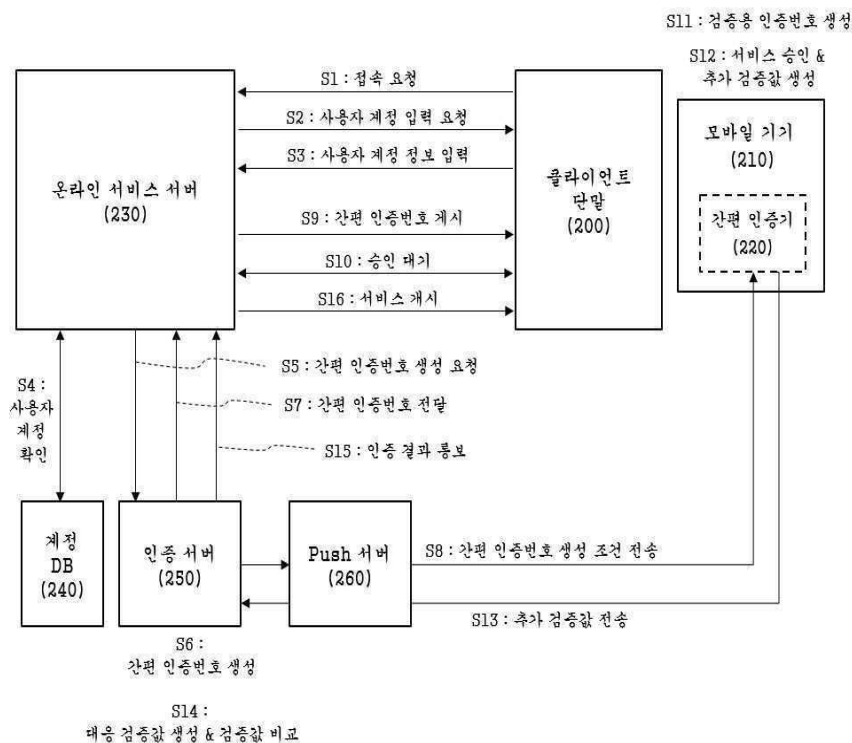 S11 : 검증용 인증번호 생성
S12 : 서비스 승인 &
추가 검증값 생성
S1 : 접속 요청
S2 : 사용자 계정 입력 요청
S3 : 사용자 계정 정보 입력
온라인 서비스 서버
(230)
S9 : 간편 인증번호 게시
S10 : 승인 대기
S16 : 서비스 개시
클라이언트
단말
(200)
모바일 기기
(210)
간편 인증기
(220)
S5 : 간편 인증번호 생성 요청
S4 :
사용자
계정
확인
S7 : 간편 인증번호 전달
S15 : 인증 결과 통보
계정
DB
(240)
인증 서버
(250)
Push 서버
(260)
S8 : 간편 인증번호 생성 조건 전송
S13 : 추가 검증값 전송
S6 :
간편 인증번호 생성
S14 :
대응 검증값 생성 & 검증값 비교